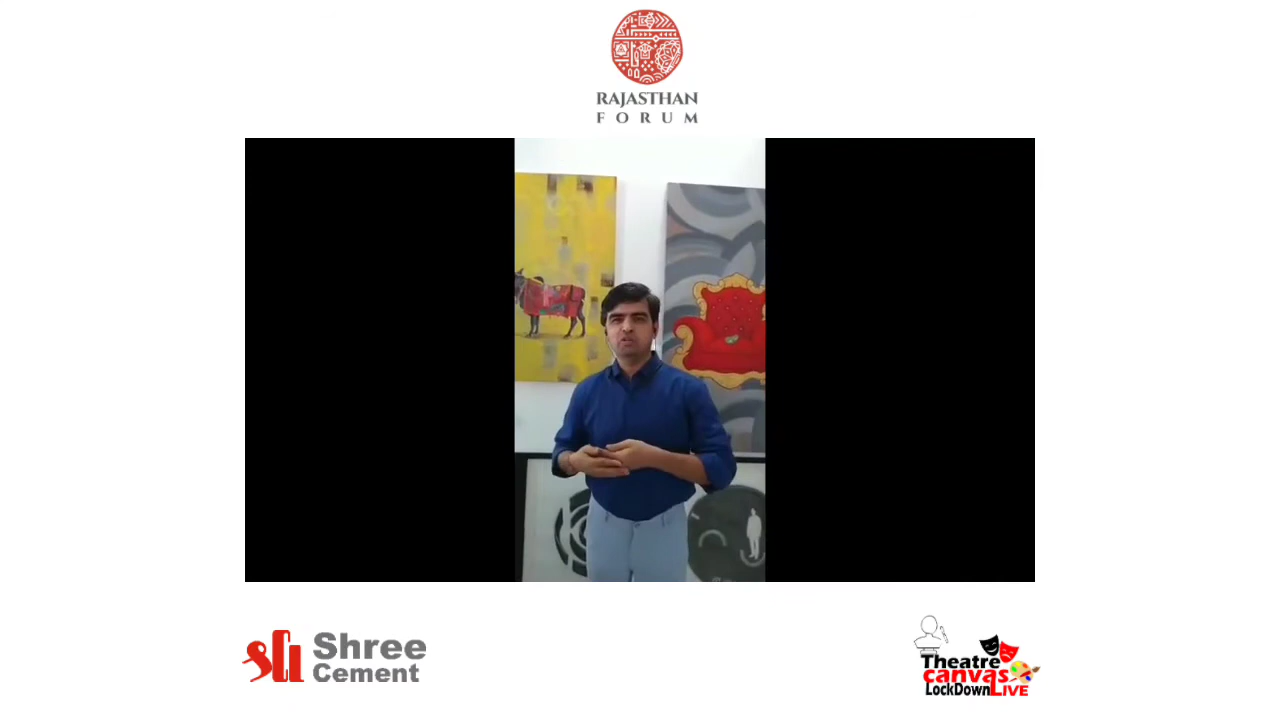 RAJASTHAN
FORUM
Shree
Cement
Theatre
canvas
LockDown LIVE